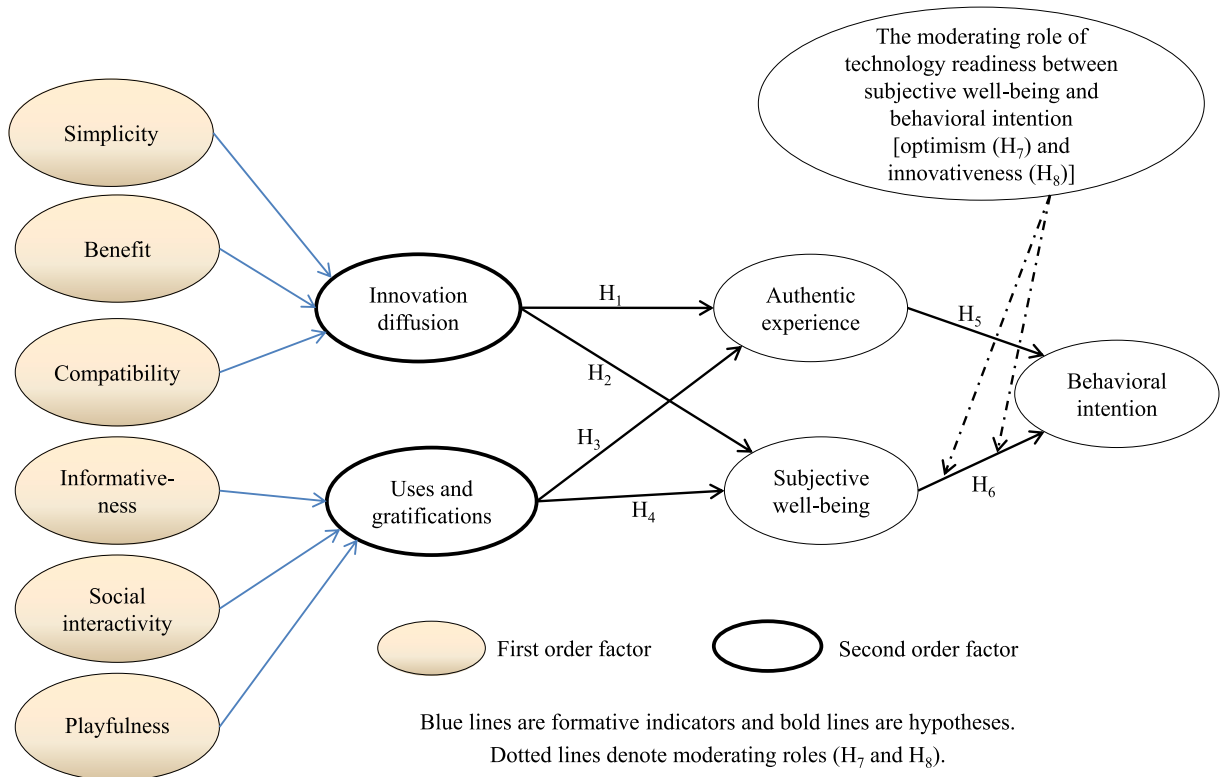 The moderating role of
technology readiness between
subjective well-being and
behavioral intention
[optimism (H₇) and
innovativeness (H₈)]
Simplicity
Benefit
Compatibility
Informative-
ness
Social
interactivity
Playfulness
Innovation
diffusion
Uses and
gratifications
H₁
H₂
H₃
H₄
Authentic
experience
Subjective
well-being
H₅
H₆
Behavioral
intention
First order factor
Second order factor
Blue lines are formative indicators and bold lines are hypotheses.
Dotted lines denote moderating roles (H₇ and H₈).